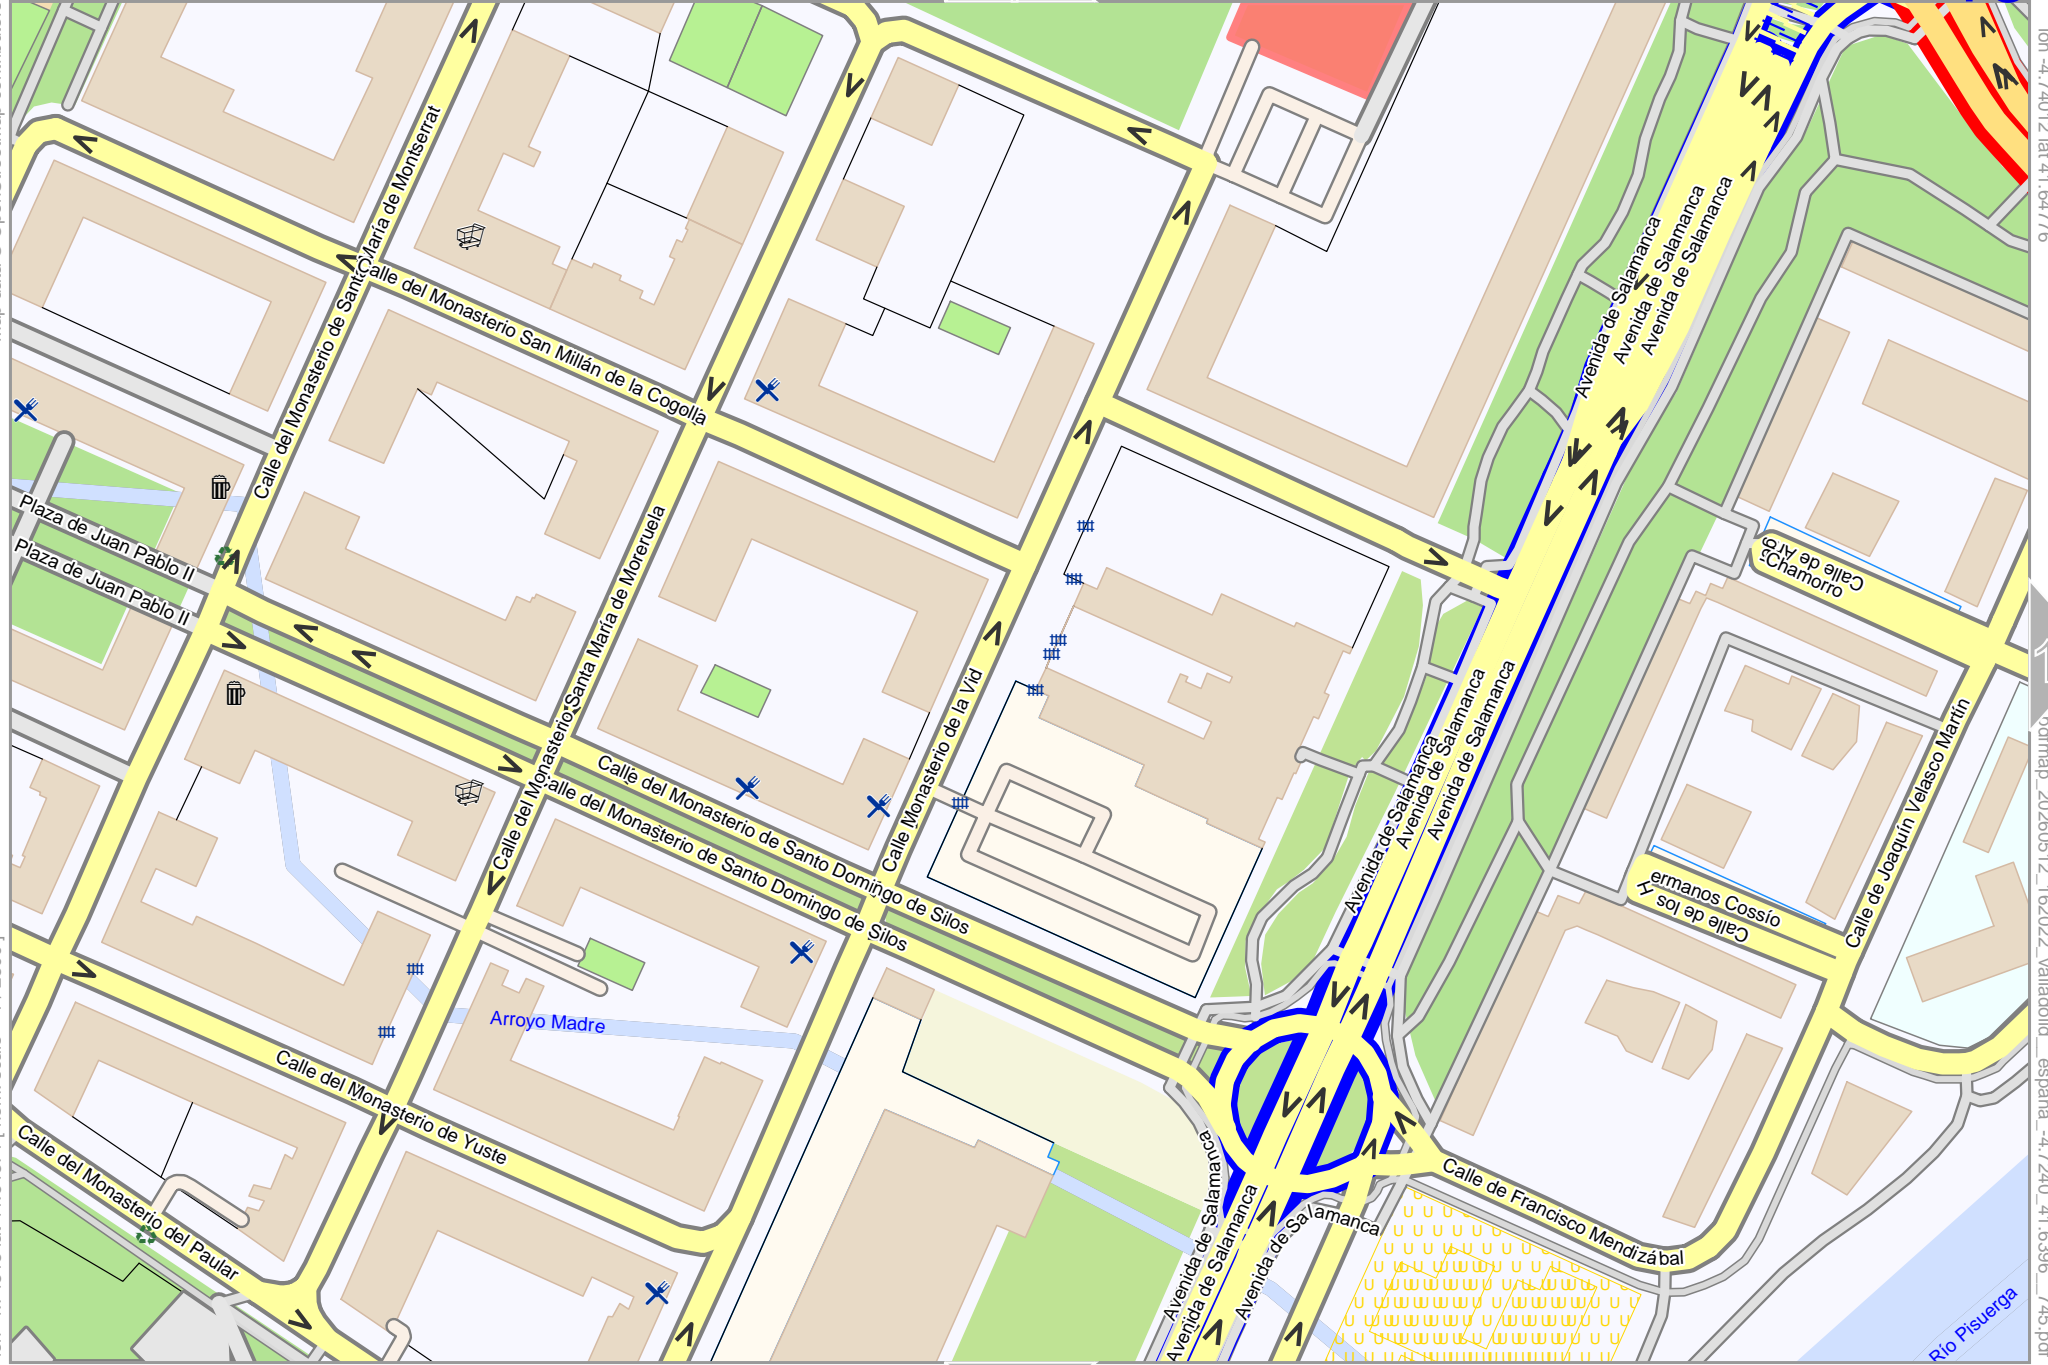 Calle del Monasterio de Santa María de Montserrat
Calle del Monasterio San Millán de la Cogolla
Avenida de Salamanca
Avenida de Salamanca
Avenida de Salamanca
Plaza de Juan Pablo II
Plaza de Juan Pablo II
Calle del Monasterio Santa María de Moreruela
Calle de
Chamorro
Calle Monasterio de la Vid
Calle de Joaquín Velasco Martín
Avenida de Salamanca
Avenida de Salamanca
Avenida de Salamanca
Calle del Monasterio de Santo Domingo de Silos
Calle del Monasterio de Santo Domingo de Silos
Calle de los H
ermanos Cossío
Arroyo Madre
Calle del Monasterio de Yuste
Calle del Monasterio del Paular
Calle de Francisco Mendizábal
Avenida de Salamanca
Avenida de Salamanca
Avenida de Salamanca
Río Pisuerga
1